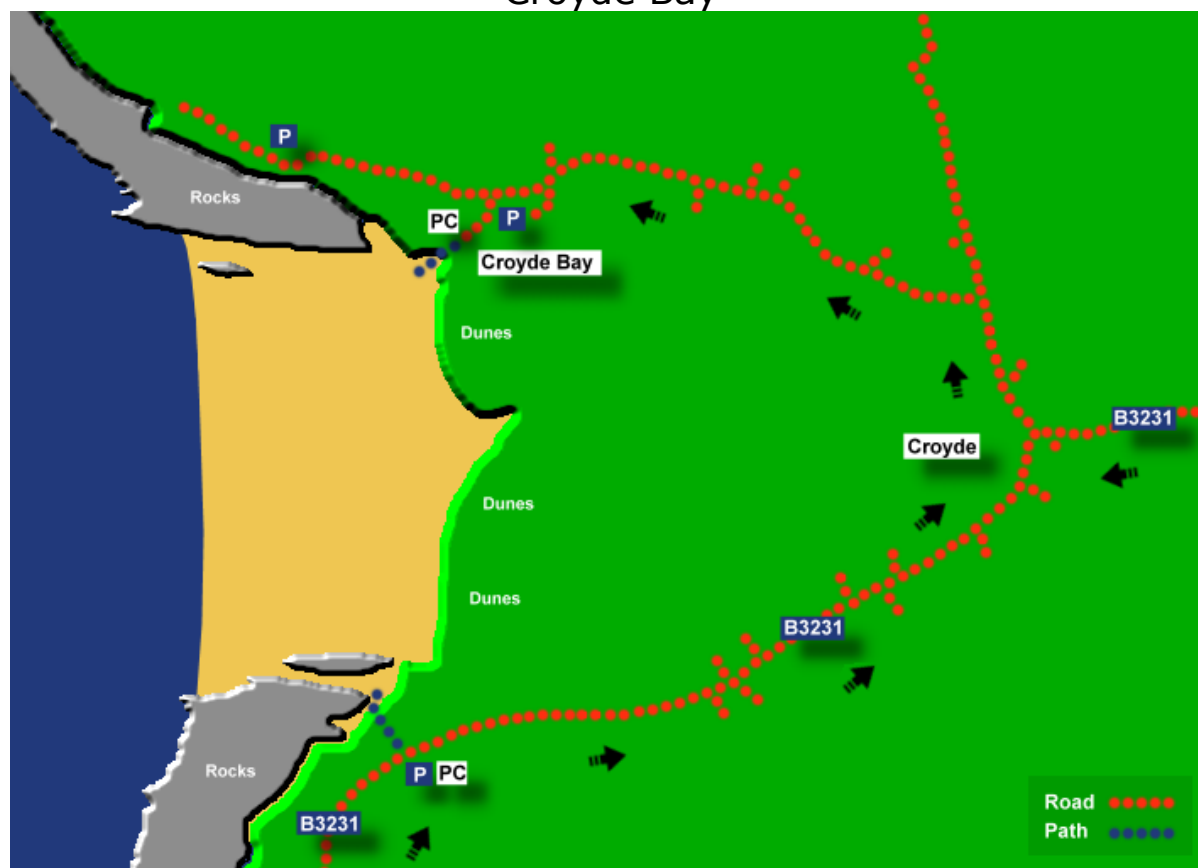 Croyde Bay
P
Rocks
PC
P
Croyde Bay
Dunes
B3231
Croyde
Dunes
Dunes
B3231
Rocks
P
PC
B3231
Road
Path